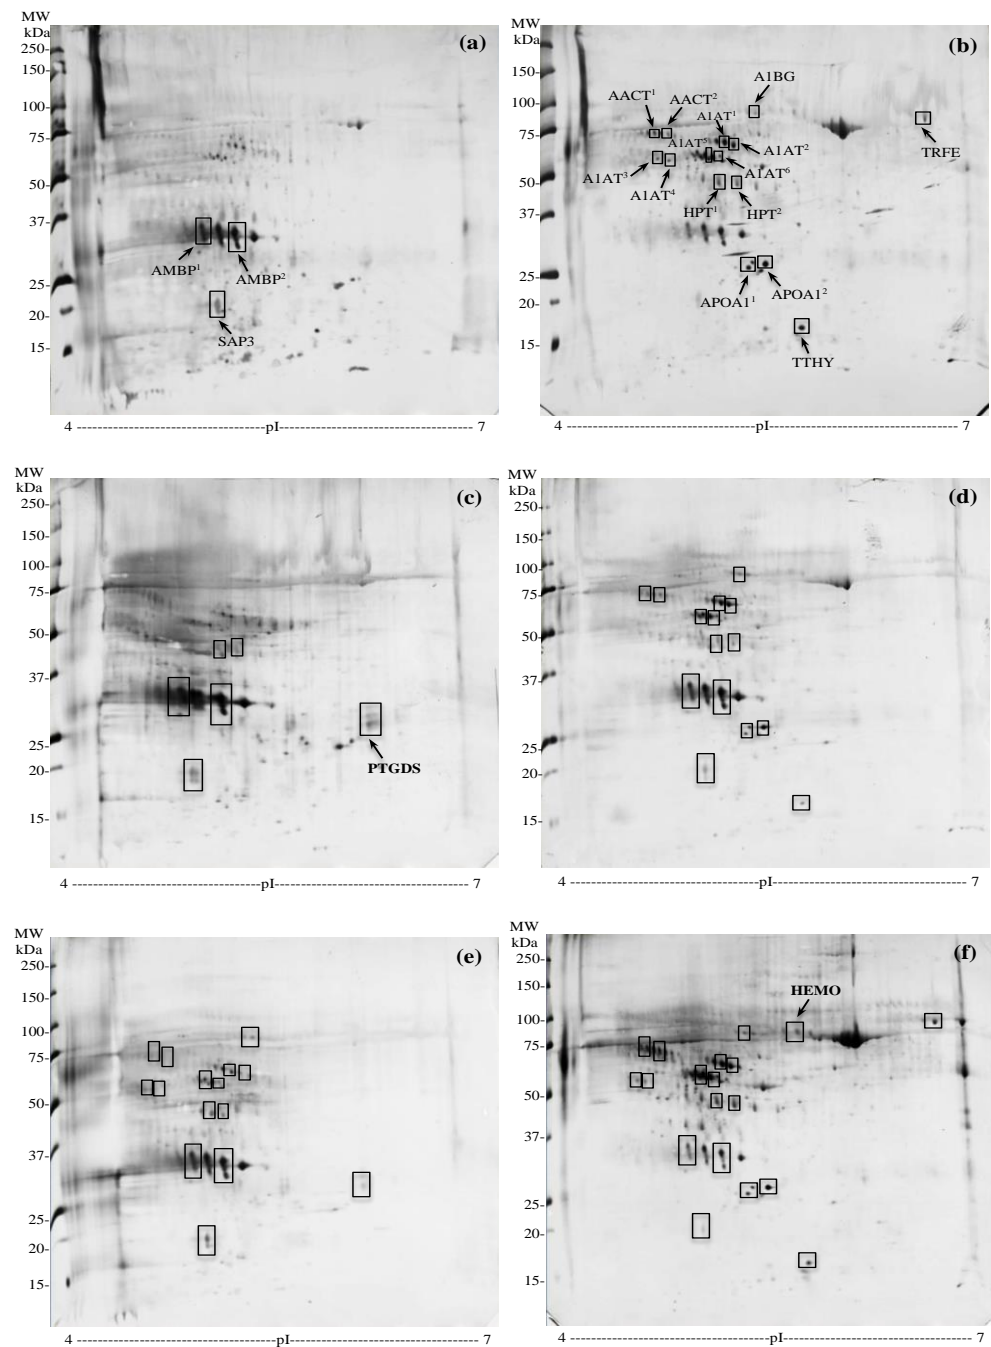 MW
kDa
250-
150-
100-
75-
50-
37-
25-
20-
15-
(a)
AMBP¹
AMBP²
SAP3
4 ---------------------------pI--------------------------- 7
MW
kDa
150-
100-
75-
50-
37-
25-
20-
15-
(b)
A1BG
AACT¹
AACT²
A1AT¹
A1AT⁵
A1AT²
TRFE
A1AT³
A1AT⁴
A1AT⁶
HPT¹
HPT²
APOA1¹
APOA1²
TTHY
4 ---------------------------pI--------------------------- 7
MW
kDa
250-
150-
100-
75-
50-
37-
25-
20-
15-
(c)
PTGDS
4 ---------------------------pI--------------------------- 7
MW
kDa
250-
150-
100-
75-
50-
37-
25-
20-
15-
(d)
4 ---------------------------pI--------------------------- 7
MW
kDa
250-
150-
100-
75-
50-
37-
25-
20-
15-
(e)
4 ---------------------------pI--------------------------- 7
MW
kDa
250-
150-
100-
75-
50-
37-
25-
20-
15-
(f)
HEMO
4 ---------------------------pI--------------------------- 7